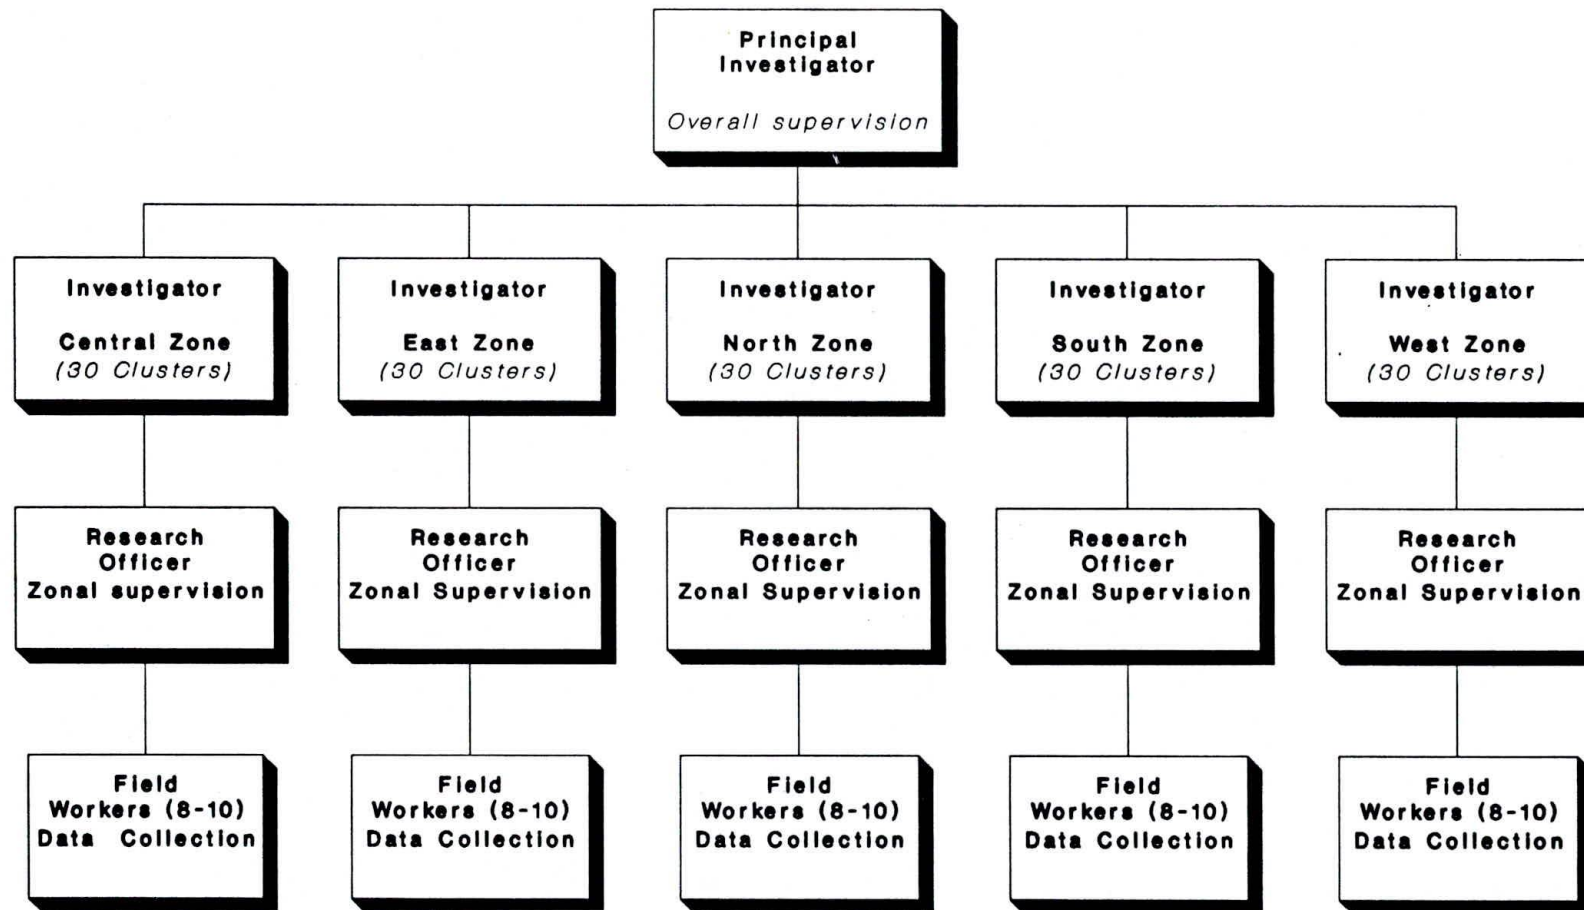 Principal
Investigator
Overall supervision
Investigator
Central Zone
(30 Clusters)
Investigator
East Zone
(30 Clusters)
Investigator
North Zone
(30 Clusters)
Investigator
South Zone
(30 Clusters)
Investigator
West Zone
(30 Clusters)
Research
Officer
Zonal supervision
Research
Officer
Zonal Supervision
Research
Officer
Zonal Supervision
Research
Officer
Zonal Supervision
Research
Officer
Zonal Supervision
Field
Workers (8-10)
Data Collection
Field
Workers (8-10)
Data Collection
Field
Workers (8-10)
Data Collection
Field
Workers (8-10)
Data Collection
Field
Workers (8-10)
Data Collection